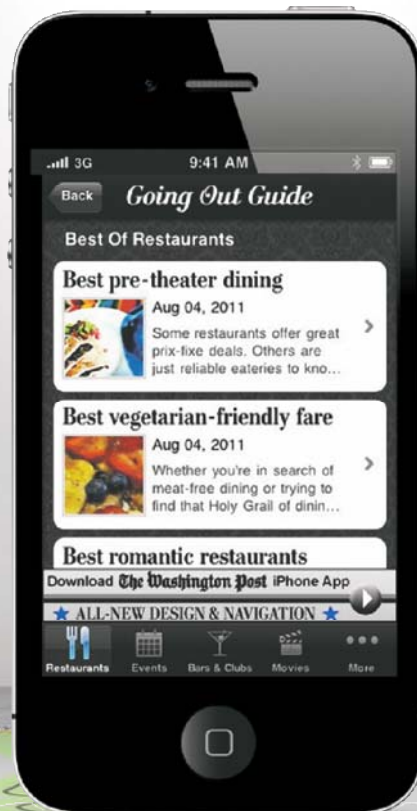 3G 9:41 AM
Back Going Out Guide
Best Of Restaurants
Best pre-theater dining
Aug 04, 2011
Some restaurants offer great
prix-fixe deals. Others are
just reliable eateries to kno...
Best vegetarian-friendly fare
Aug 04, 2011
Whether you're in search of
meat-free dining or trying to
find that Holy Grail of dinin...
Best romantic restaurants
Download The Washington Post iPhone App
ALL-NEW DESIGN & NAVIGATION
Restaurants Events Bars & Clubs Movies More